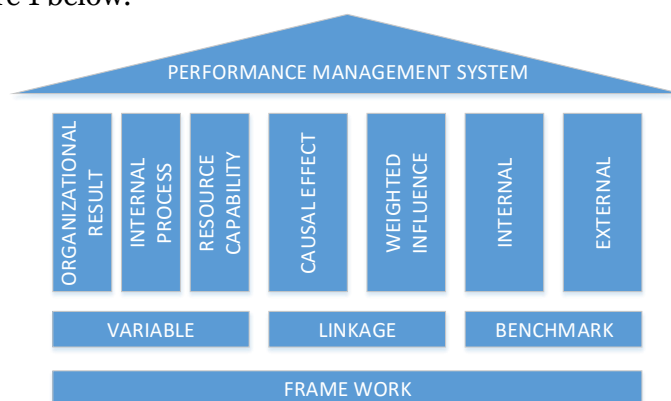 re 1 below.
PERFORMANCE MANAGEMENT SYSTEM
ORGANIZATIONAL
RESULT
INTERNAL
PROCESS
RESOURCE
CAPABILITY
CAUSAL EFFECT
WEIGHTED
INFLUENCE
INTERNAL
EXTERNAL
VARIABLE
LINKAGE
BENCHMARK
FRAME WORK